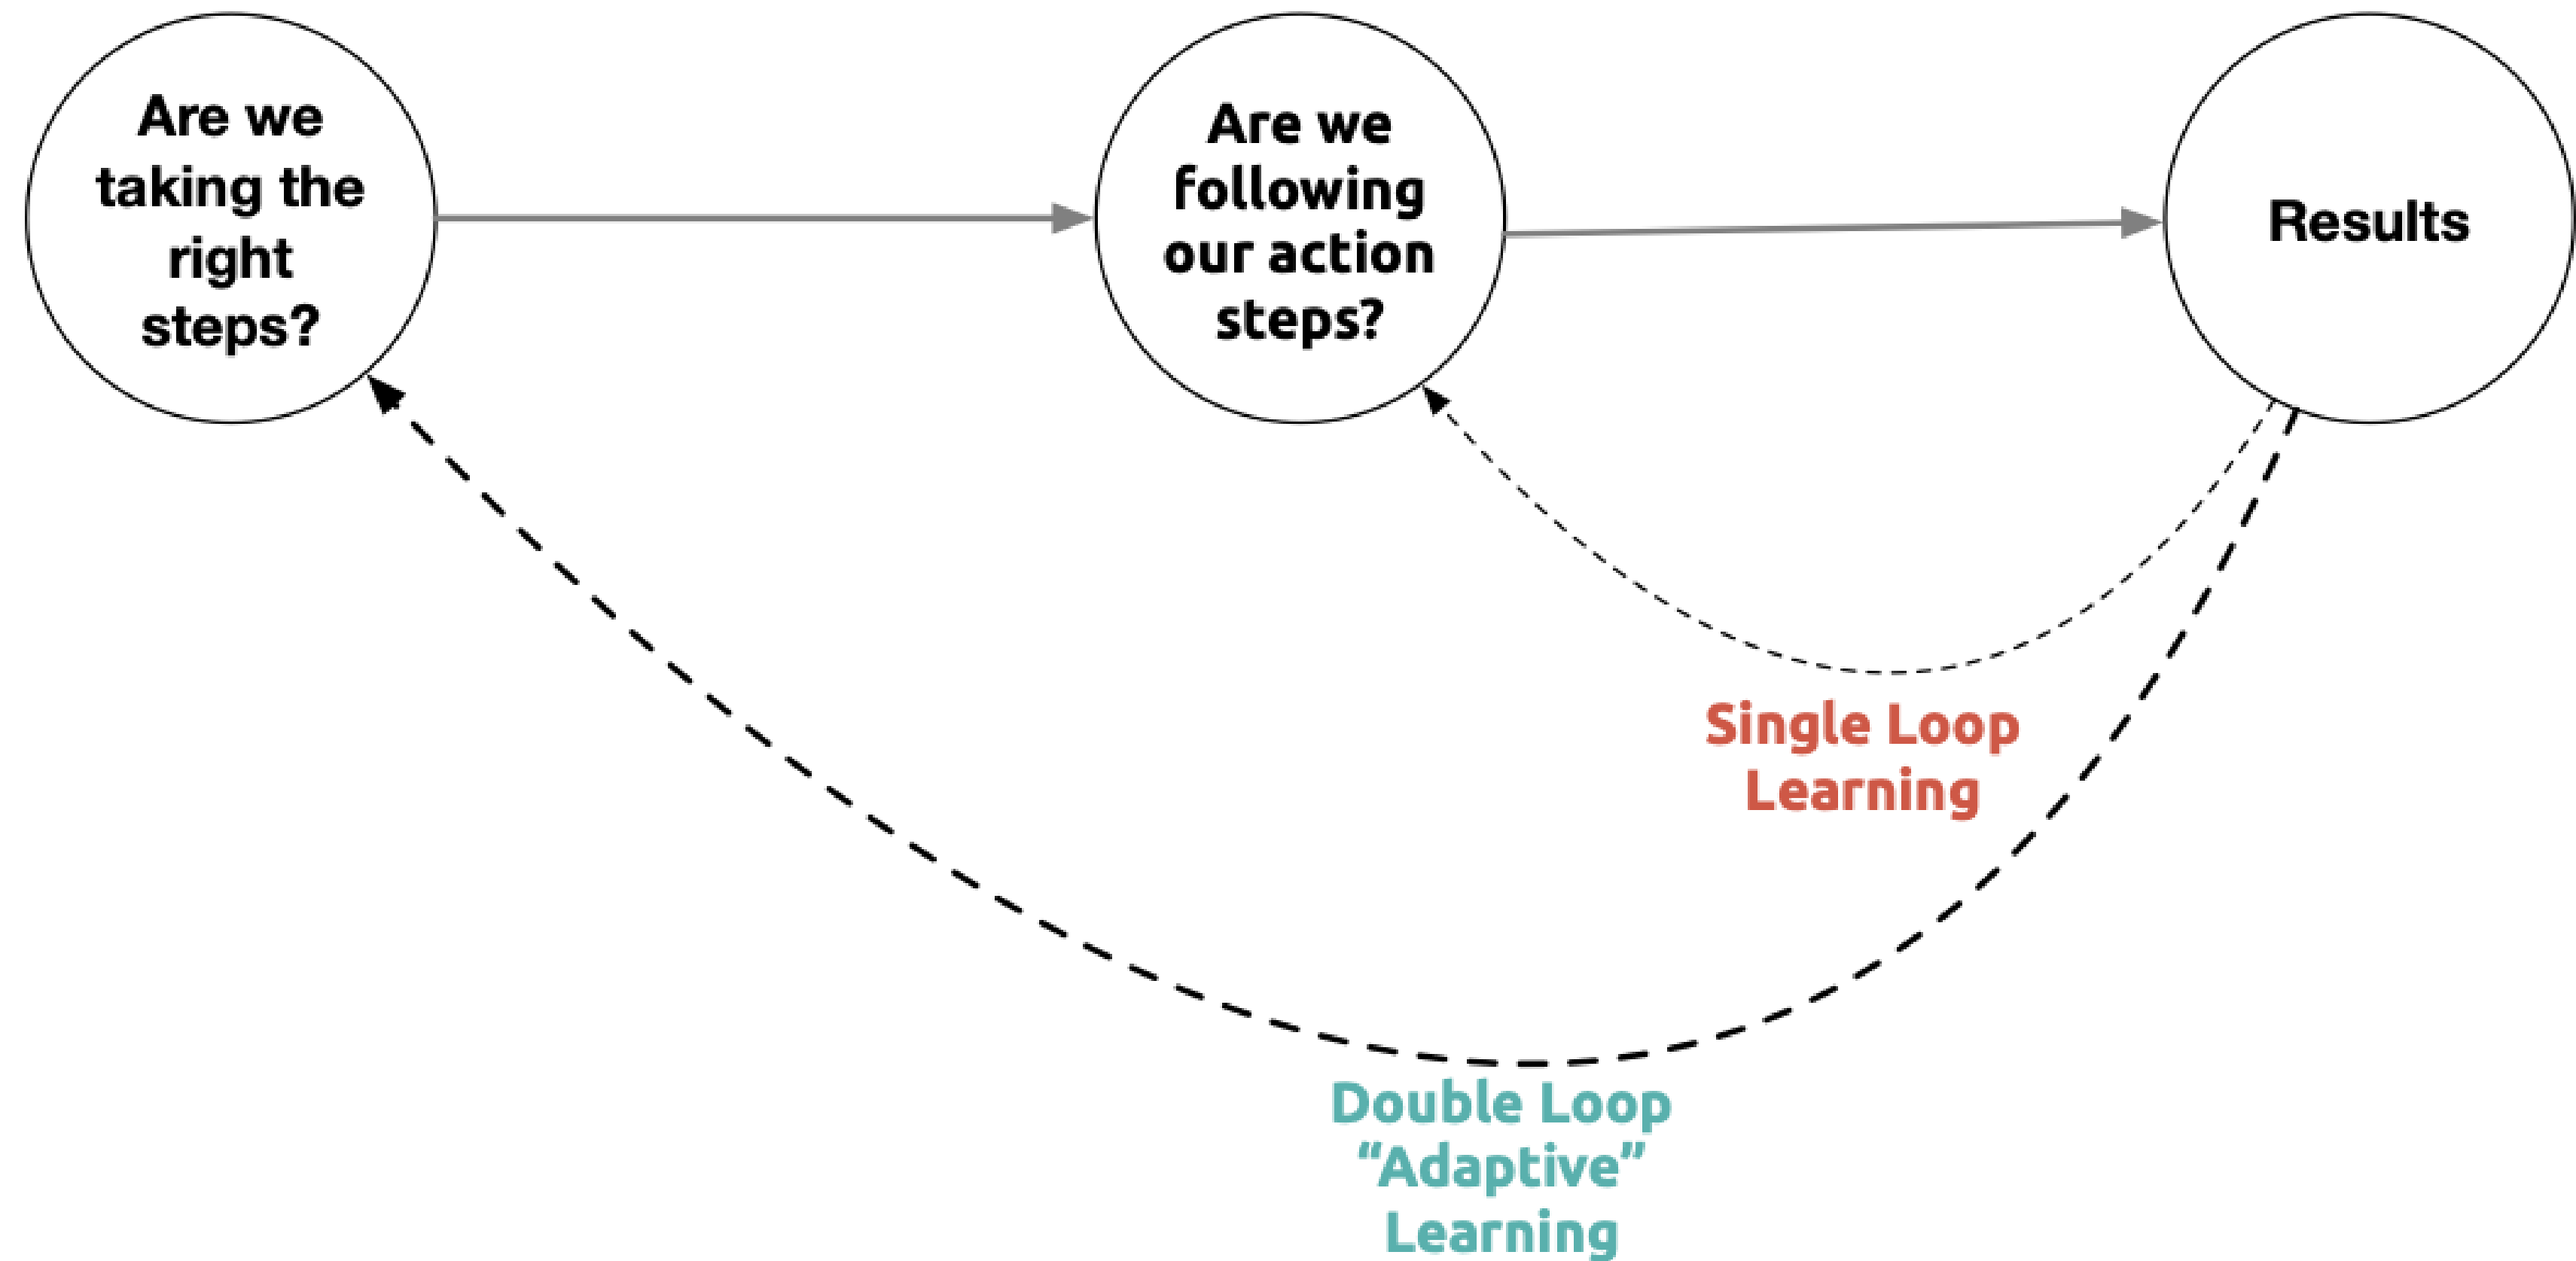 Are we
taking the
right
steps?
Are we
following
our action
steps?
Results
Single Loop
Learning
Double Loop
“Adaptive”
Learning